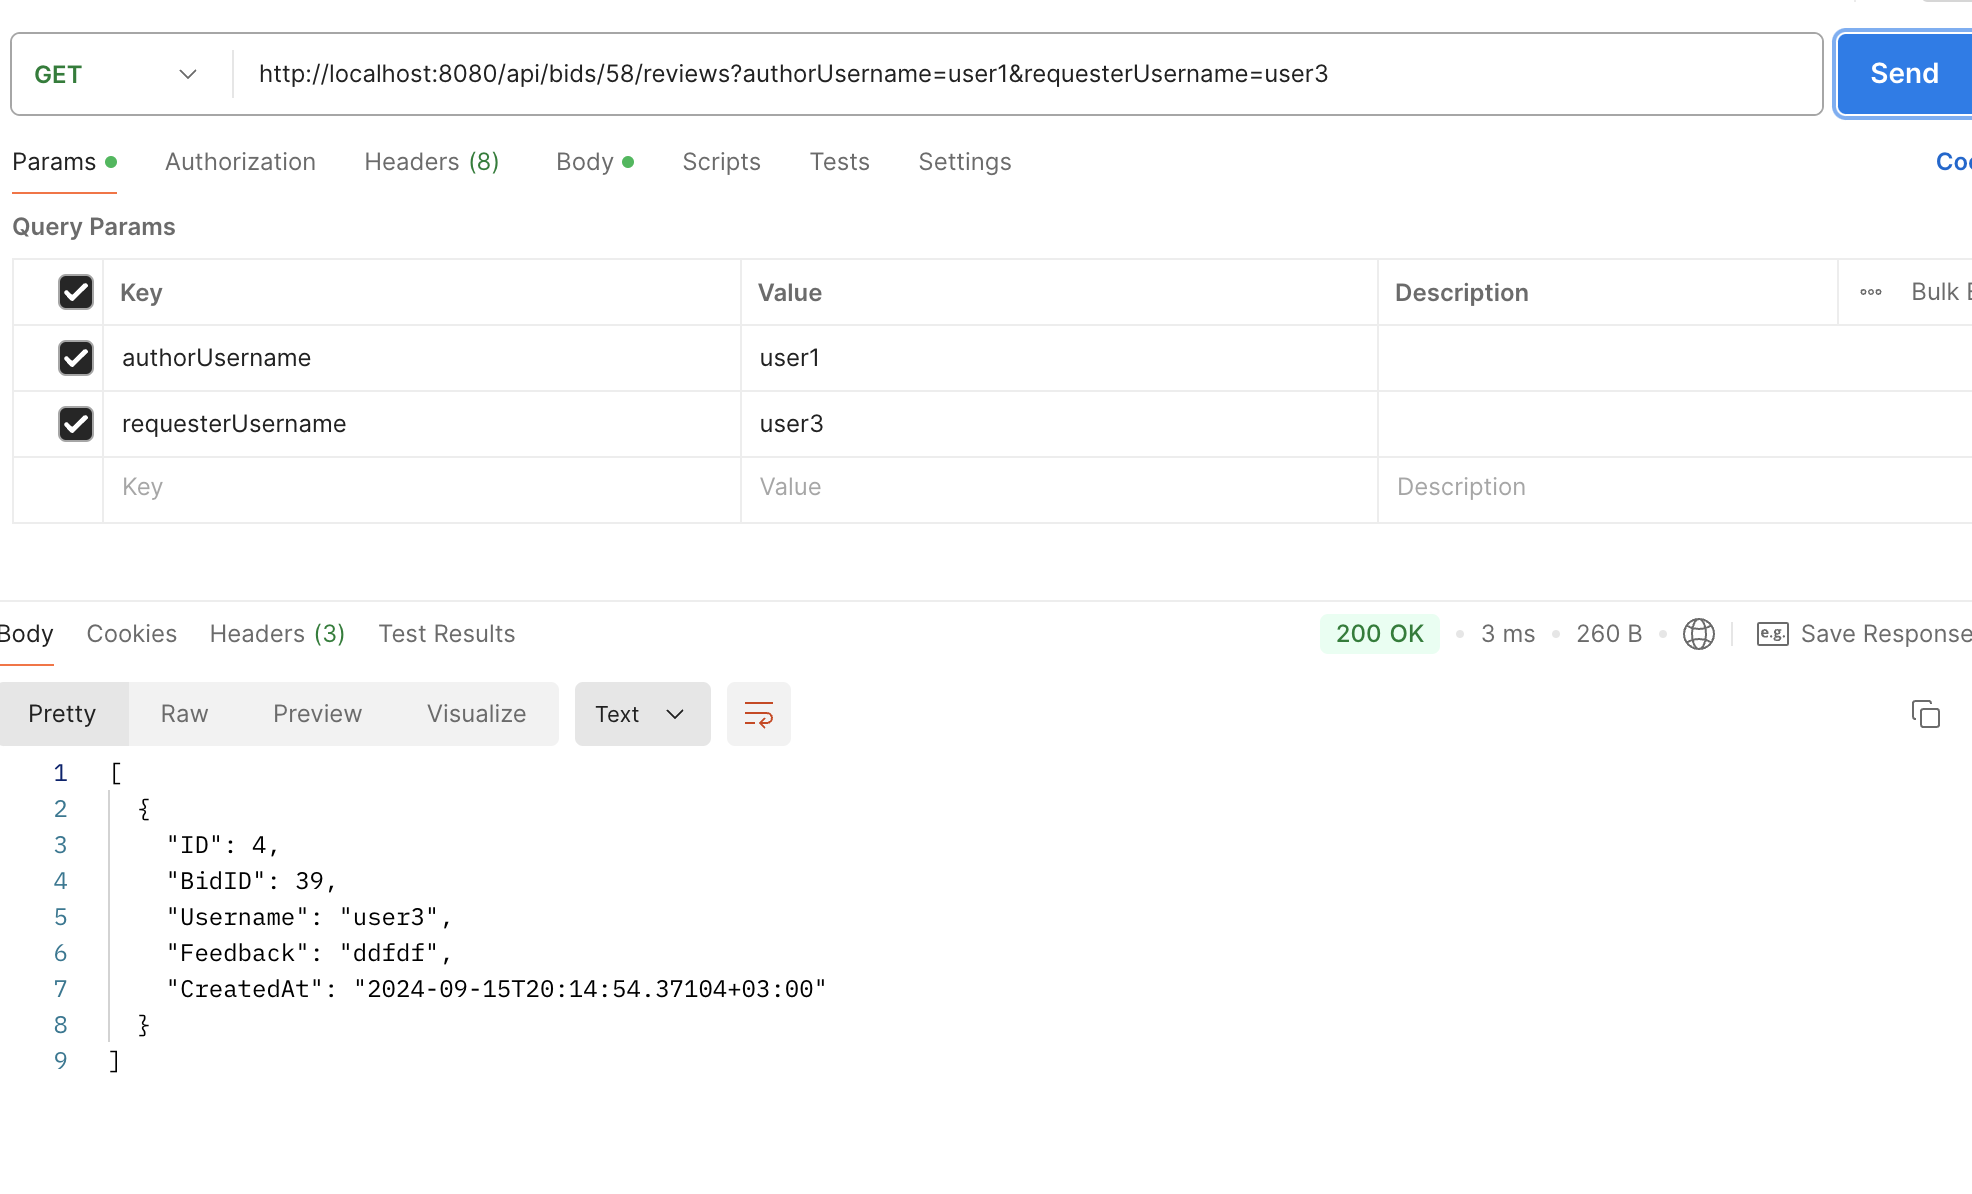 GET http://localhost:8080/api/bids/58/reviews?authorUsername=user1&requesterUsername=user3 Send
Params Authorization Headers (8) Body Scripts Tests Settings
Query Params
Key Value Description Bulk
authorUsername user1
requesterUsername user3
Key Value Description
Body Cookies Headers (3) Test Results 200 OK 3 ms 260 B e.g. Save Response
Pretty Raw Preview Visualize Text
1 [
2 {
3 "ID": 4,
4 "BidID": 39,
5 "Username": "user3",
6 "Feedback": "ddfdf",
7 "CreatedAt": "2024-09-15T20:14:54.37104+03:00"
8 }
9 ]